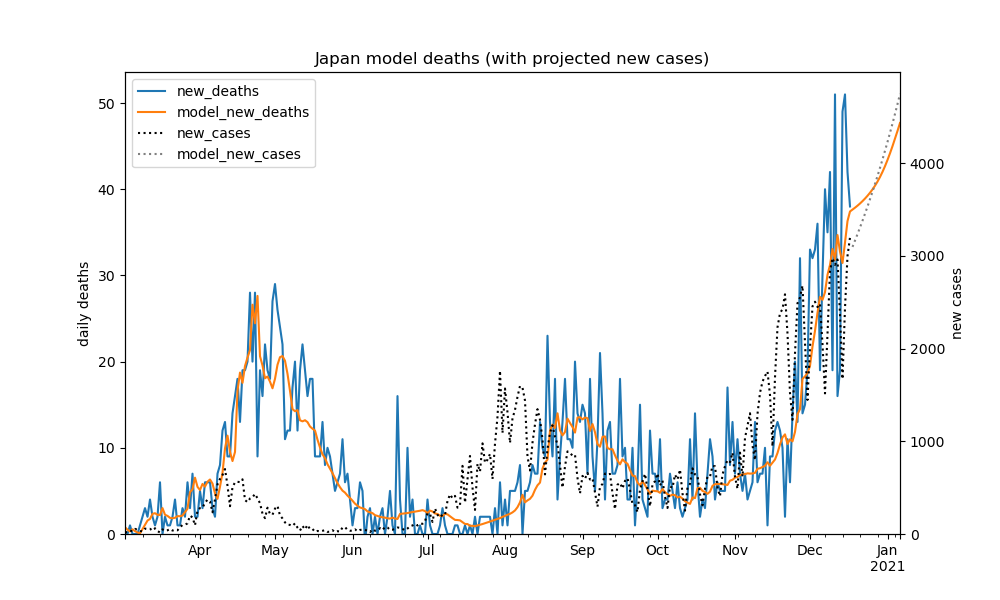 Japan model deaths (with projected new cases)
new_deaths
model_new_deaths
new_cases
model_new_cases
daily deaths
50
40
30
20
10
0
4000
3000
2000
1000
0
new cases
Apr May Jun Jul Aug Sep Oct Nov Dec Jan
2021